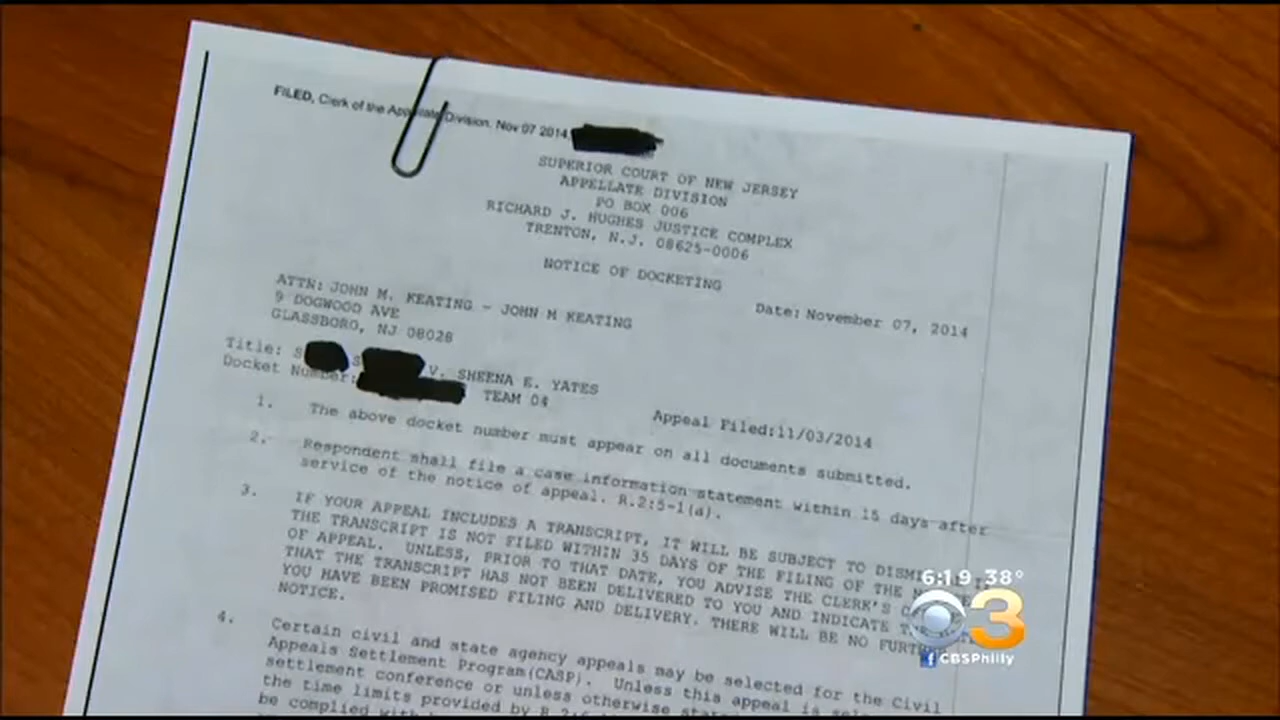 FILED, Clerk of the Appellate Division, Nov 07 2014
SUPERIOR COURT OF NEW JERSEY
APPELLATE DIVISION
PO BOX 006
RICHARD J. HUGHES JUSTICE COMPLEX
TRENTON, N.J. 08625-0006
NOTICE OF DOCKETING
ATTN: JOHN M. KEATING - JOHN M KEATING
9 DOGWOOD AVE
GLASSBORO, NJ 08028
Date: November 07, 2014
Title: S S V. SHEENA E. YATES
Docket Number: TEAM 04
Appeal Filed:11/03/2014
1. The above docket number must appear on all documents submitted.
2. Respondent shall file a case information statement within 15 days after
service of the notice of appeal. R.2:5-1(a).
3. IF YOUR APPEAL INCLUDES A TRANSCRIPT, IT WILL BE SUBJECT TO
THE TRANSCRIPT IS NOT FILED WITHIN 35 DAYS OF THE FILING OF THE
OF APPEAL. UNLESS, PRIOR TO THAT DATE, YOU ADVISE THE CLERK'S
THAT THE TRANSCRIPT HAS NOT BEEN DELIVERED TO YOU AND INDICATE
YOU HAVE BEEN PROMISED FILING AND DELIVERY. THERE WILL BE NO
NOTICE.
4. Certain civil and state agency appeals may be selected for the Civil
Appeals Settlement Program(CASP). Unless this appeal is
settlement conference or unless otherwise
the time limits provided by
be complied with
6:19 38°
3
CBSPhilly